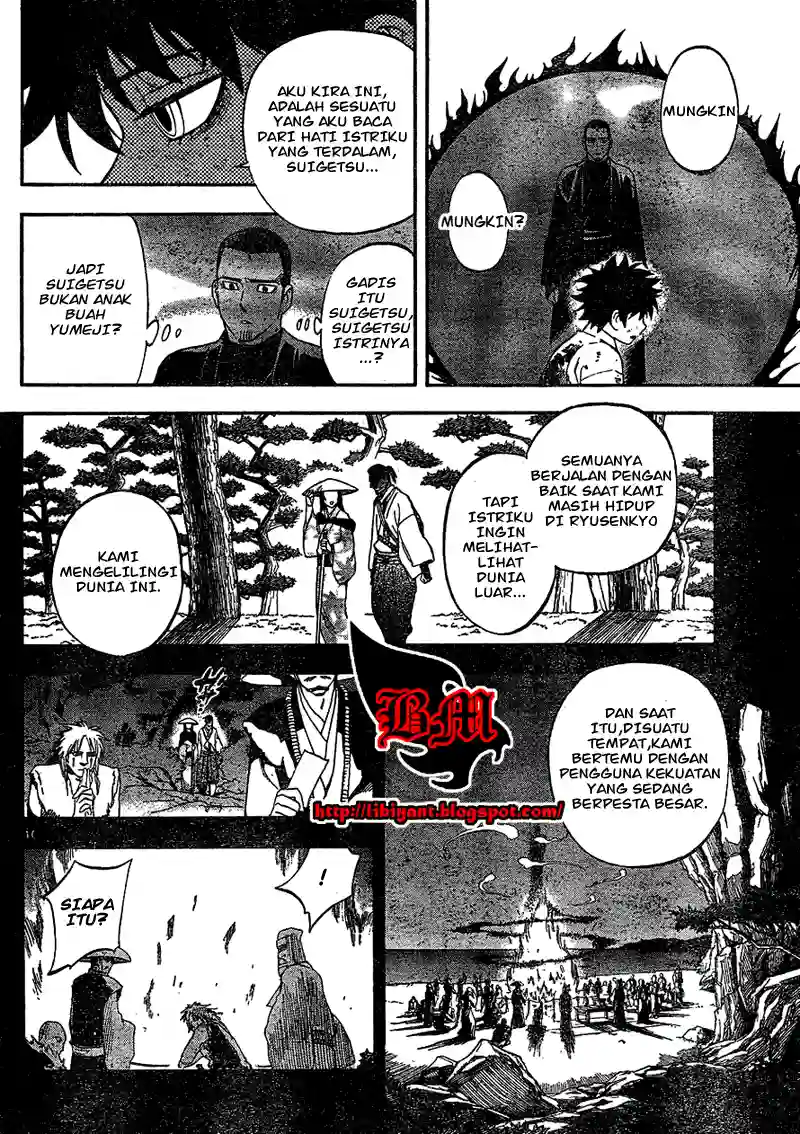 MUNGKIN
MUNGKIN?
AKU KIRA INI,
ADALAH SESUATU
YANG AKU BACA
DARI HATI ISTRIKU
YANG TERDALAM,
SUIGETSU...
GADIS
ITU
SUIGETSU,
SUIGETSU
ISTRINYA
...?
JADI
SUIGETSU
BUKAN ANAK
BUAH
YUMEJI?
SEMUANYA
BERJALAN DENGAN
BAIK SAAT KAMI
MASIH HIDUP
DI RYUSENKYO
TAPI
ISTRIKU
INGIN
MELIHAT-
LIHAT
DUNIA
LUAR...
KAMI
MENGELILINGI
DUNIA INI.
DAN SAAT
ITU,DISUATU
TEMPAT,KAMI
BERTEMU DENGAN
PENGGUNA KEKUATAN
YANG SEDANG
BERPESTA BESAR.
BM
http://libiyant.blogspot.com/
!
SIAPA
ITU?